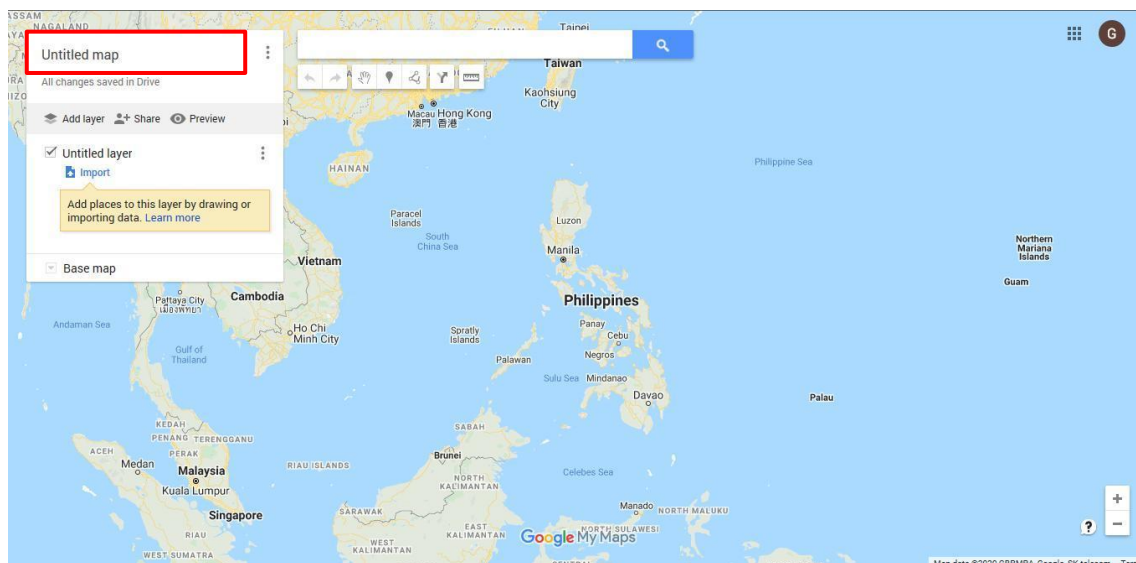 ASSAM
NAGALAND
Taipei
Untitled map
Taiwan
All changes saved in Drive
Kaohsiung
City
Macau Hong Kong
澳門 香港
Add layer Share Preview
Untitled layer
Import
HAINAN
Philippine Sea
Add places to this layer by drawing or
importing data. Learn more
Paracel
Islands
Luzon
South
China Sea
Manila
Northern
Mariana
Islands
Vietnam
Base map
Guam
Pattaya City
เมืองพัทยา
Cambodia
Philippines
Andaman Sea
Ho Chi
Minh City
Spratly
Islands
Panay
Cebu
Gulf of
Thailand
Palawan
Negros
Sulu Sea
Mindanao
Davao
Palau
KEDAH
PENANG
TERENGGANU
SABAH
ACEH
PERAK
Medan
Malaysia
Brunei
RIAU ISLANDS
Celebes Sea
NORTH
KALIMANTAN
Kuala Lumpur
Singapore
SARAWAK
Manado
NORTH MALUKU
RIAU
EAST
KALIMANTAN
Google My Maps
NORTH SULAWESI
WEST
KALIMANTAN
WEST SUMATRA
G
+
?
−